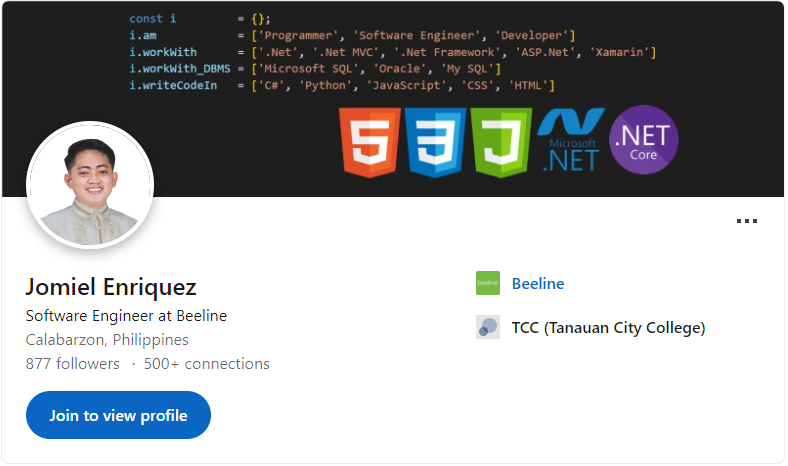 const i = {};
i.am = ['Programmer', 'Software Engineer', 'Developer']
i.workWith = ['.Net', '.Net MVC', '.Net Framework', 'ASP.Net', 'Xamarin']
i.workWith_DBMS = ['Microsoft SQL', 'Oracle', 'My SQL']
i.writeCodeIn = ['C#', 'Python', 'JavaScript', 'CSS', 'HTML']
Microsoft
.NET
.NET
Core
Jomiel Enriquez
Software Engineer at Beeline
Calabarzon, Philippines
877 followers · 500+ connections
Join to view profile
beeline
Beeline
TCC (Tanauan City College)